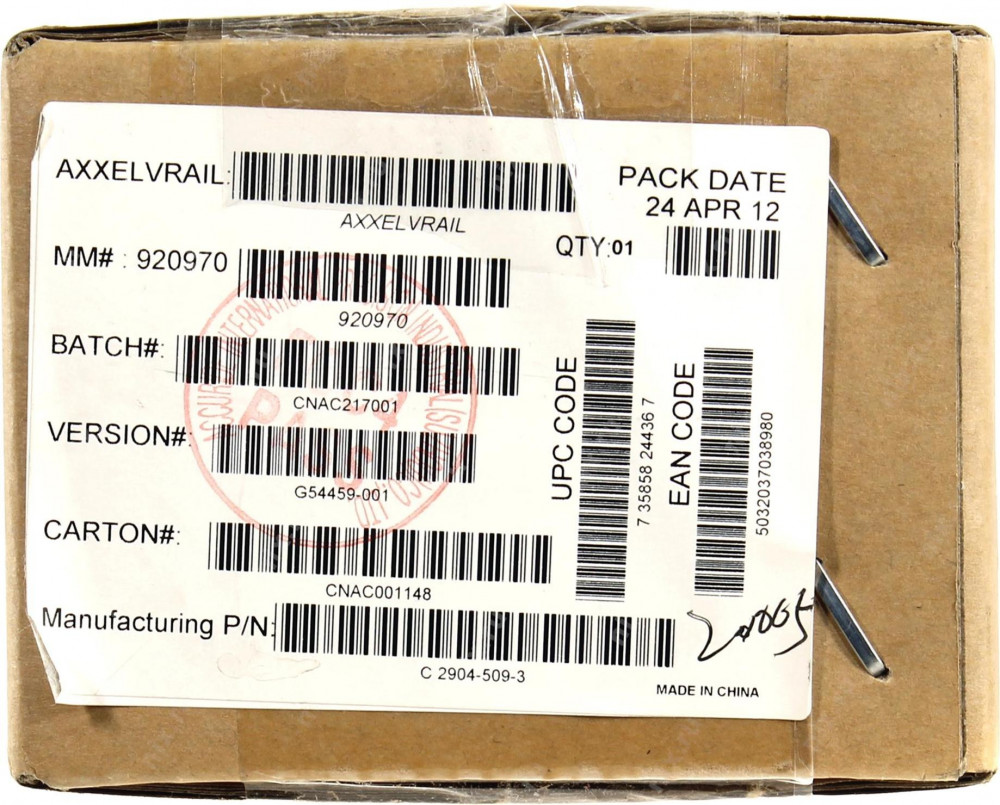 AXXELVRAIL:
AXXELVRAIL
PACK DATE
24 APR 12
QTY:01
MM# : 920970
920970
BATCH#:
CNAC217001
VERSION#:
G54459-001
CARTON#:
CNAC001148
Manufacturing P/N:
C 2904-509-3
UPC CODE
7 35858 24436 7
EAN CODE
5032037038980
MADE IN CHINA
PASS